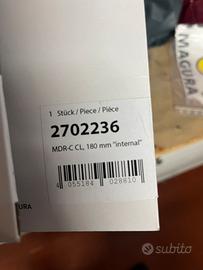 MAGURA
1 Stück / Piece / Pièce
2702236
MDR-C CL, 180 mm "internal"
4 055184 028810
URA
subito